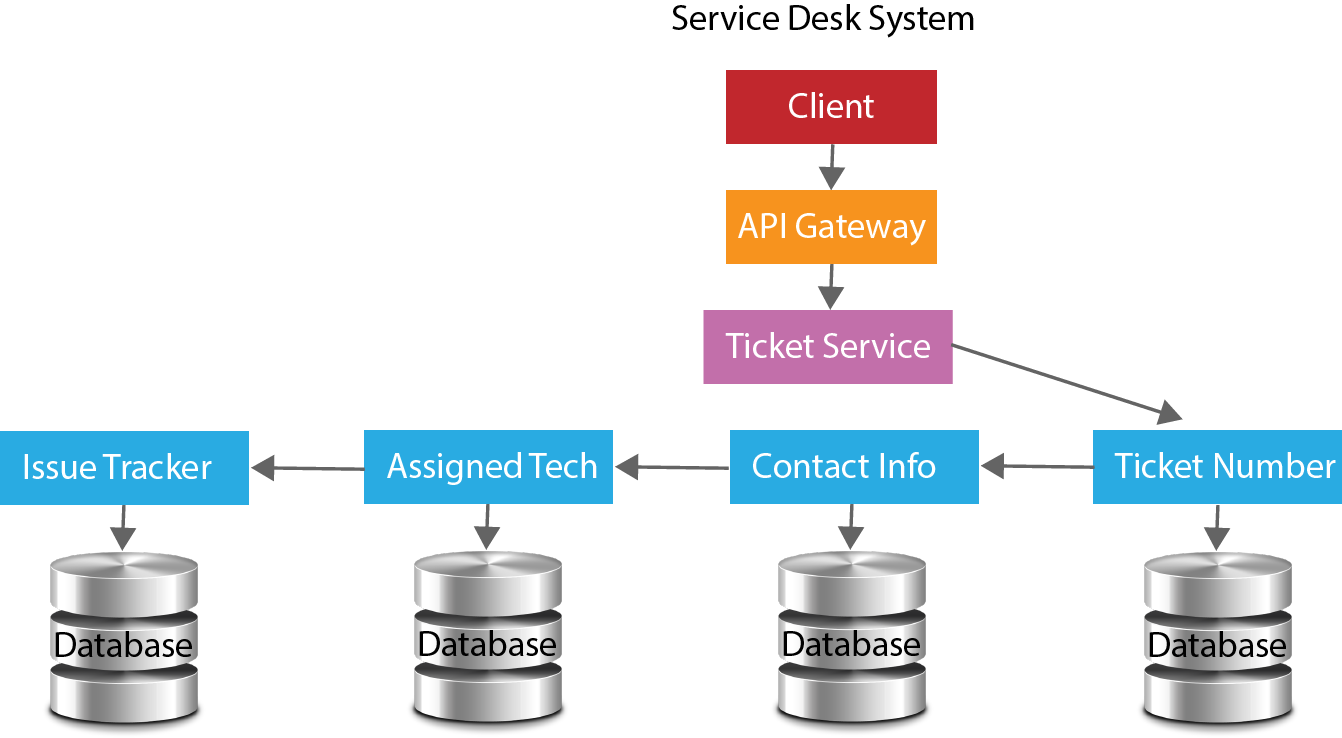 Service Desk System
Client
API Gateway
Ticket Service
Issue Tracker
Assigned Tech
Contact Info
Ticket Number
Database
Database
Database
Database